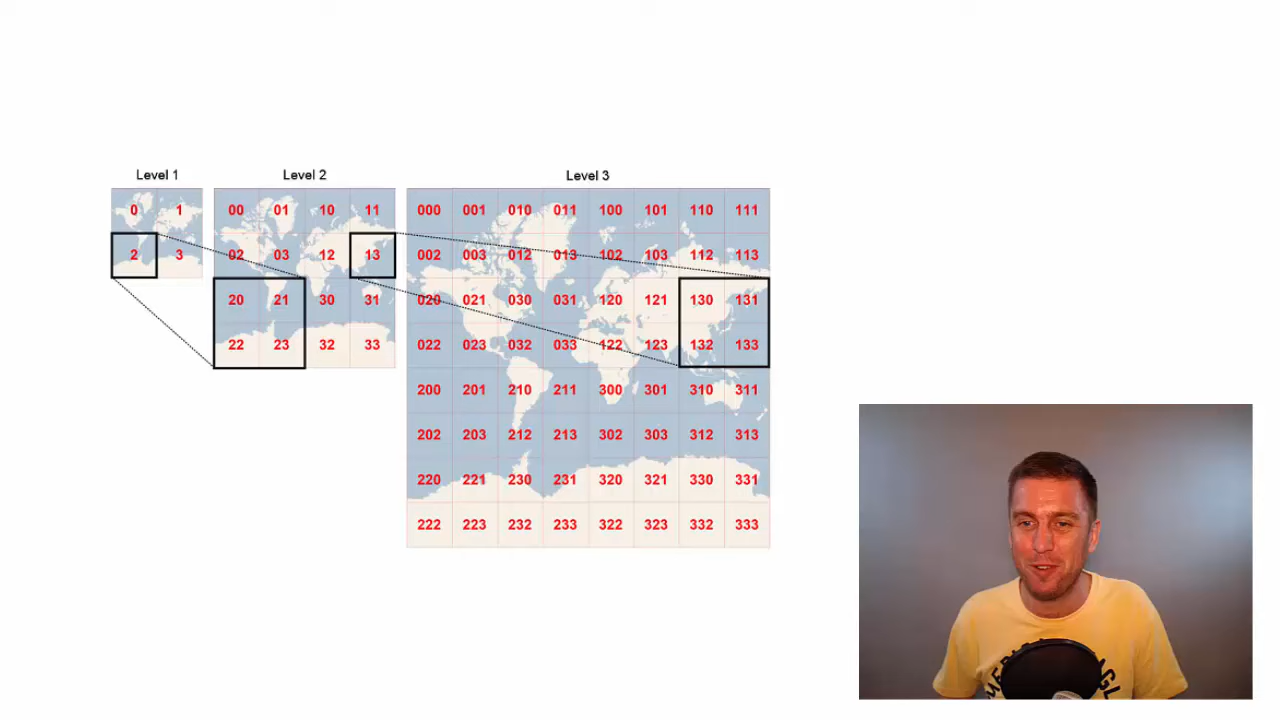 Level 1
Level 2
Level 3
0 1
2 3
00 01 10 11
02 03 12 13
20 21 30 31
22 23 32 33
000 001 010 011 100 101 110 111
002 003 012 013 102 103 112 113
020 021 030 031 120 121 130 131
022 023 032 033 122 123 132 133
200 201 210 211 300 301 310 311
202 203 212 213 302 303 312 313
220 221 230 231 320 321 330 331
222 223 232 233 322 323 332 333